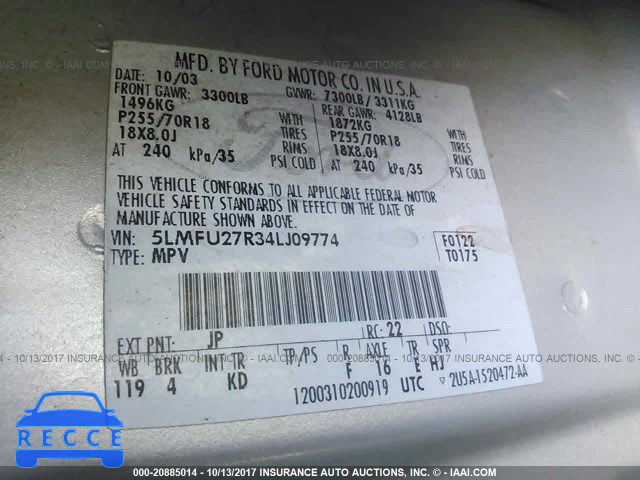 MFD. BY FORD MOTOR CO. IN U.S.A.
DATE: 10/03 GVWR: 7300LB/ 3311KG
FRONT GAWR: 3300LB REAR GAWR: 4128LB
1496KG WITH 1872KG WITH
P255/70R18 TIRES P255/70R18 TIRES
18X8.0J RIMS 18X8.0J RIMS
AT 240 kPa/35 PSI COLD AT 240 kPa/35 PSI COLD
THIS VEHICLE CONFORMS TO ALL APPLICABLE FEDERAL MOTOR
VEHICLE SAFETY STANDARDS IN EFFECT ON THE DATE OF
MANUFACTURE SHOWN ABOVE.
VIN: 5LMFU27R34LJ09774 F0122
TYPE: MPV T0175
EXT PNT: JP RC: 22 DSO:
WB BRK INT TR TP/PS R AXLE TR SPR
119 4 KD F 16 E HJ
1200310200919 UTC 2U5A-1520472-AA
RECCE
000-20885014 - 10/13/2017 INSURANCE AUTO AUCTIONS, INC. - IAAI.COM